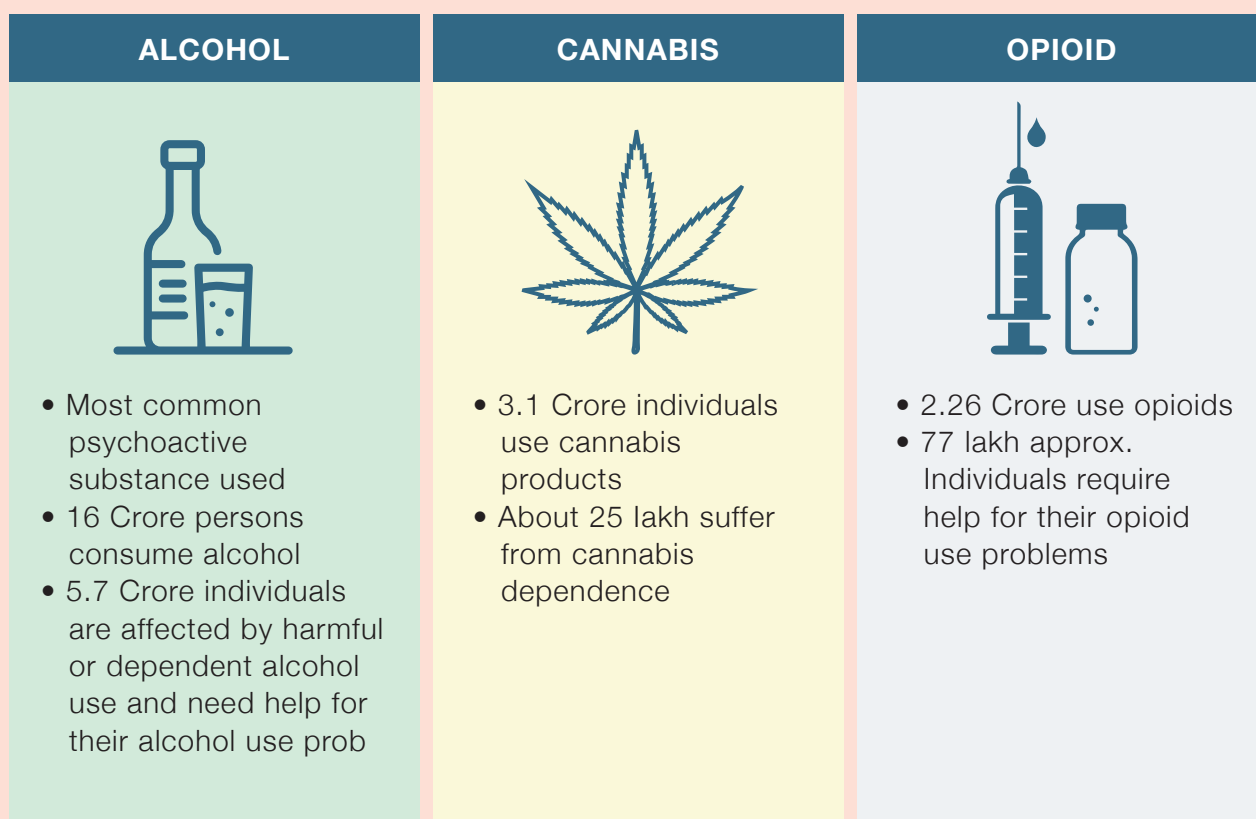 ALCOHOL
• Most common
psychoactive
substance used
• 16 Crore persons
consume alcohol
• 5.7 Crore individuals
are affected by harmful
or dependent alcohol
use and need help for
their alcohol use prob
CANNABIS
• 3.1 Crore individuals
use cannabis
products
• About 25 lakh suffer
from cannabis
dependence
OPIOID
• 2.26 Crore use opioids
• 77 lakh approx.
Individuals require
help for their opioid
use problems